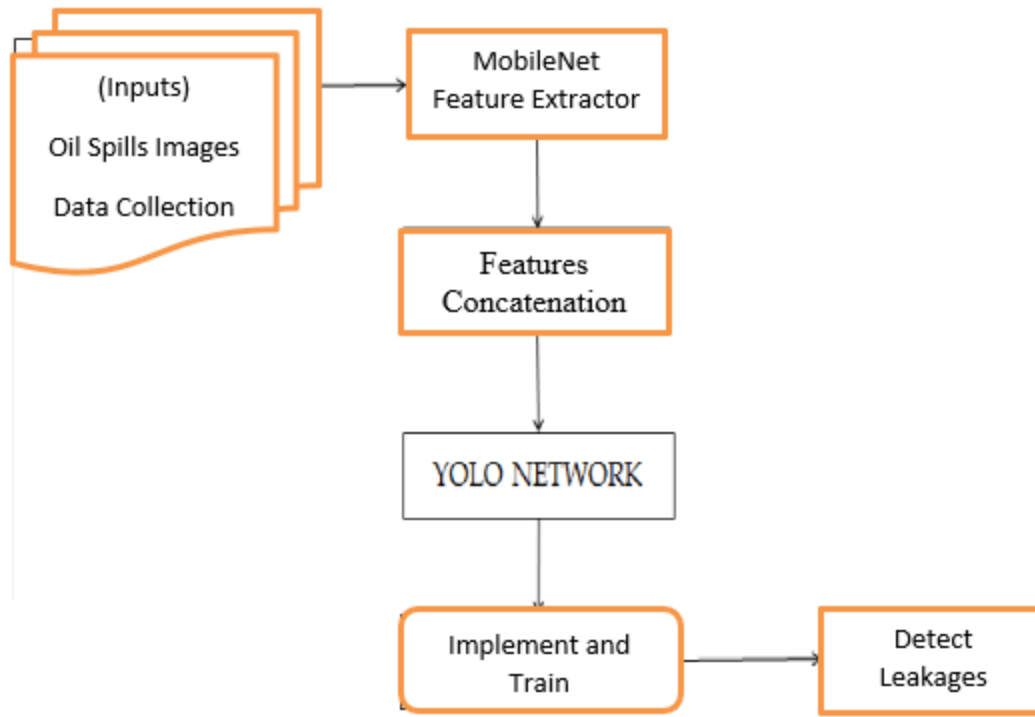 (Inputs)
Oil Spills Images
Data Collection
MobileNet
Feature Extractor
Features
Concatenation
YOLO NETWORK
Implement and
Train
Detect
Leakages